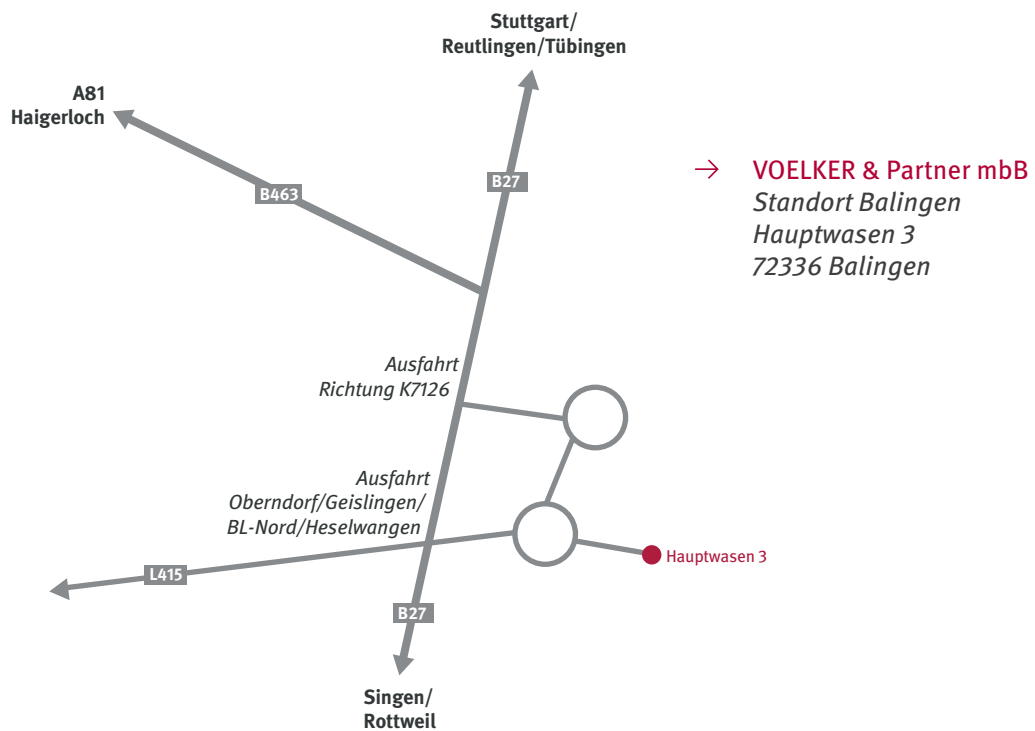 Stuttgart/
Reutlingen/Tübingen
A81
Haigerloch
B463
B27
→ VOELKER & Partner mbB
Standort Balingen
Hauptwasen 3
72336 Balingen
Ausfahrt
Richtung K7126
Ausfahrt
Oberndorf/Geislingen/
BL-Nord/Heselwangen
Hauptwasen 3
L415
B27
Singen/
Rottweil